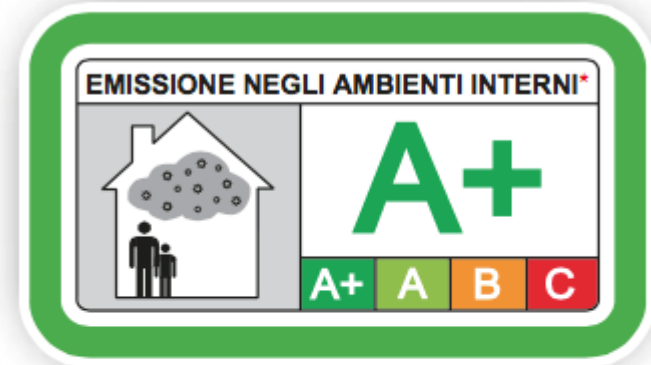 EMISSIONE NEGLI AMBIENTI INTERNI*
A+
A+ A B C